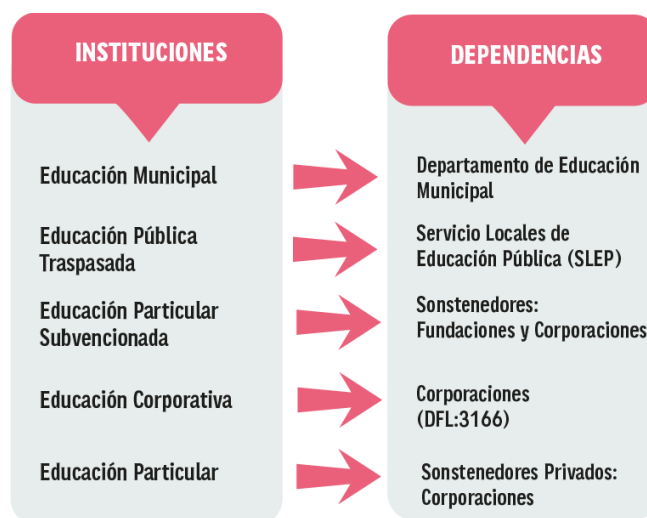 INSTITUCIONES
DEPENDENCIAS
Educación Municipal
Departamento de Educación
Municipal
Educación Pública
Traspasada
Servicio Locales de
Educación Pública (SLEP)
Educación Particular
Subvencionada
Sonstenedores:
Fundaciones y Corporaciones
Educación Corporativa
Corporaciones
(DFL:3166)
Educación Particular
Sonstenedores Privados:
Corporaciones